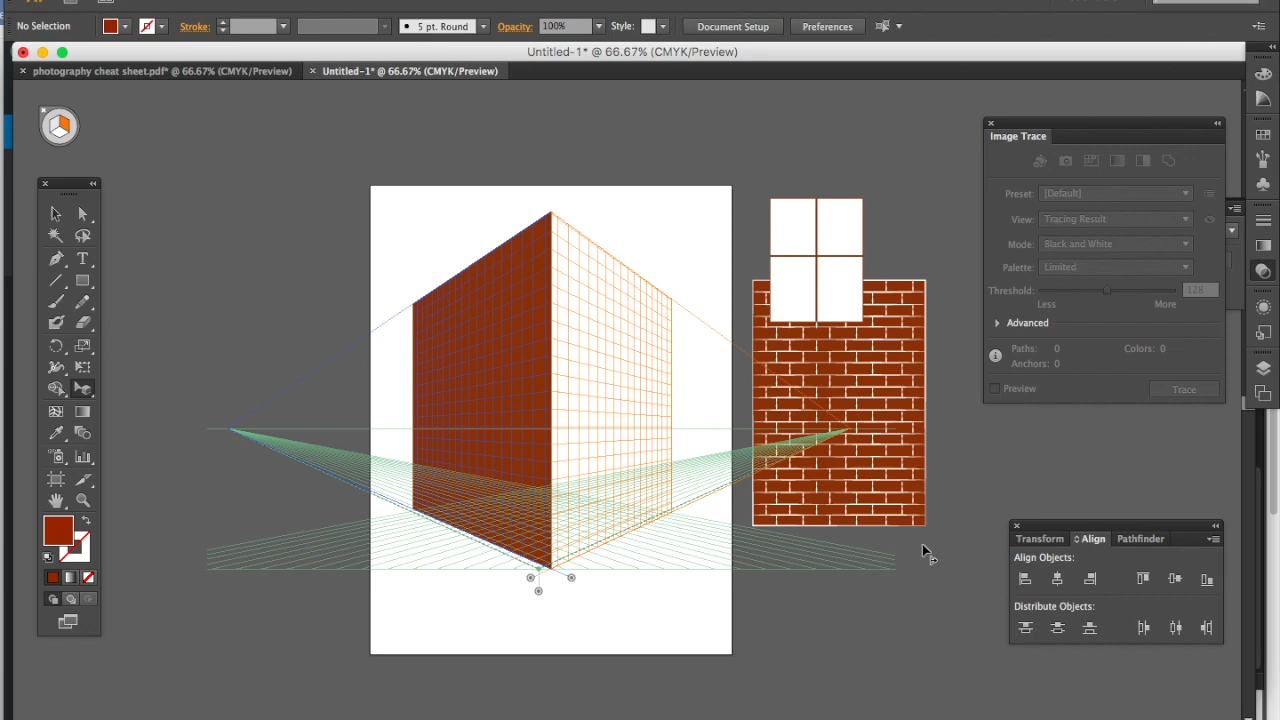 No Selection
Stroke:
5 pt. Round
Opacity: 100%
Style:
Document Setup
Preferences
Untitled-1* @ 66.67% (CMYK/Preview)
photography cheat sheet.pdf* @ 66.67% (CMYK/Preview)
Untitled-1* @ 66.67% (CMYK/Preview)
Image Trace
Preset: [Default]
View: Tracing Result
Mode: Black and White
Palette: Limited
Threshold: 128
Less More
Advanced
Paths: 0 Colors: 0
Anchors: 0
Preview Trace
Transform Align Pathfinder
Align Objects:
Distribute Objects: